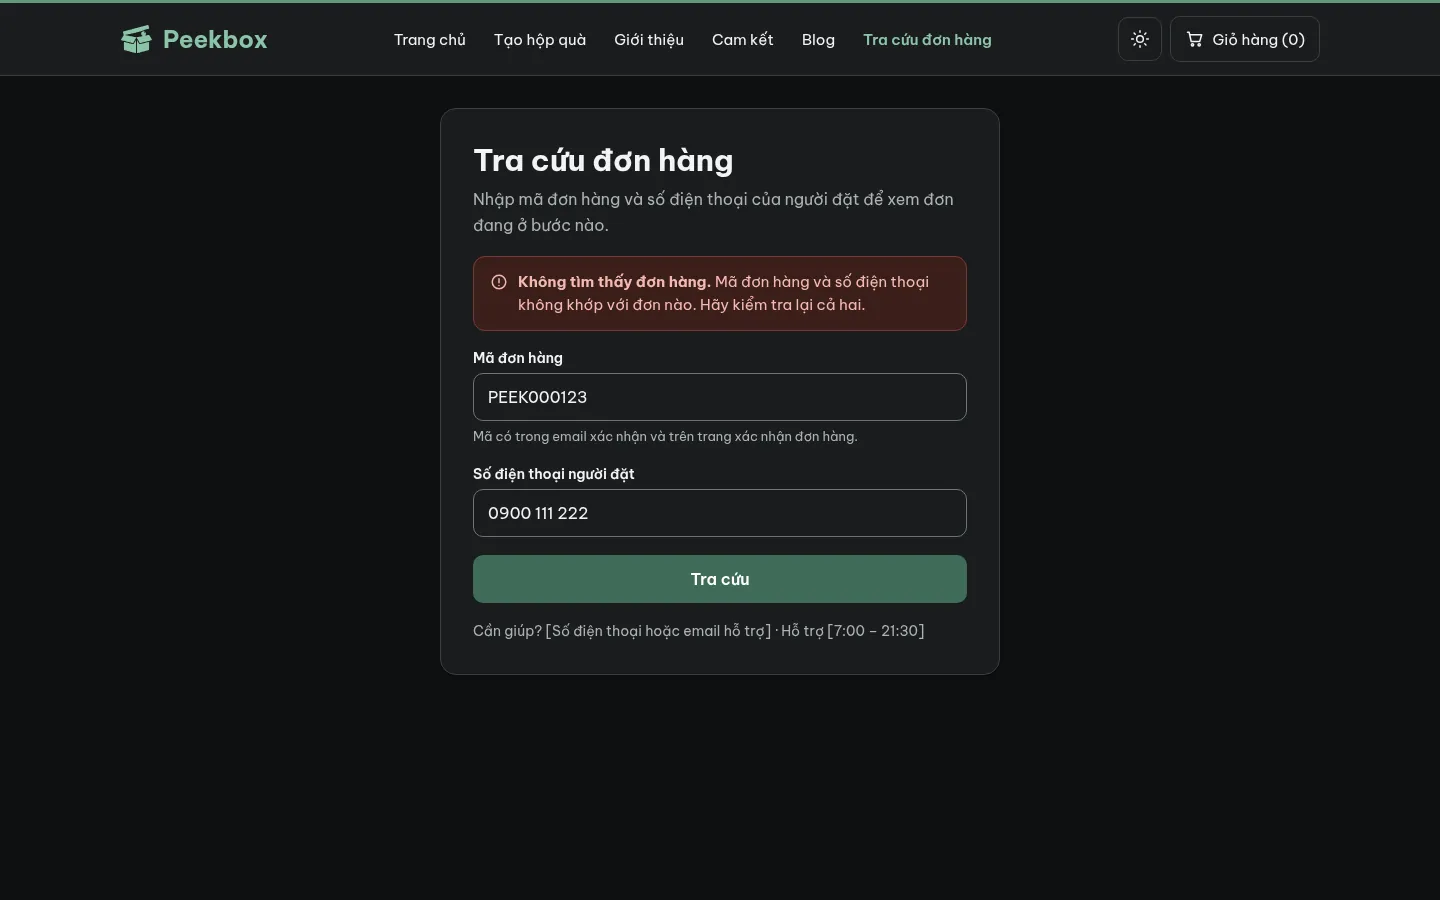 Peekbox
Trang chủ
Tạo hộp quà
Giới thiệu
Cam kết
Blog
Tra cứu đơn hàng
Giỏ hàng (0)
Tra cứu đơn hàng
Nhập mã đơn hàng và số điện thoại của người đặt để xem đơn
đang ở bước nào.
Không tìm thấy đơn hàng. Mã đơn hàng và số điện thoại
không khớp với đơn nào. Hãy kiểm tra lại cả hai.
Mã đơn hàng
PEEK000123
Mã có trong email xác nhận và trên trang xác nhận đơn hàng.
Số điện thoại người đặt
0900 111 222
Tra cứu
Cần giúp? [Số điện thoại hoặc email hỗ trợ] · Hỗ trợ [7:00 – 21:30]